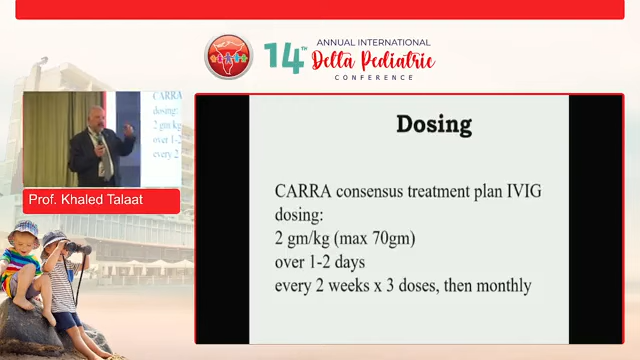 14TH
ANNUAL INTERNATIONAL
Delta Pediatric
CONFERENCE
CARRA
dosing:
2 gm/kg
over 1-2
every 2
Prof. Khaled Talaat
Dosing
CARRA consensus treatment plan IVIG
dosing:
2 gm/kg (max 70gm)
over 1-2 days
every 2 weeks x 3 doses, then monthly